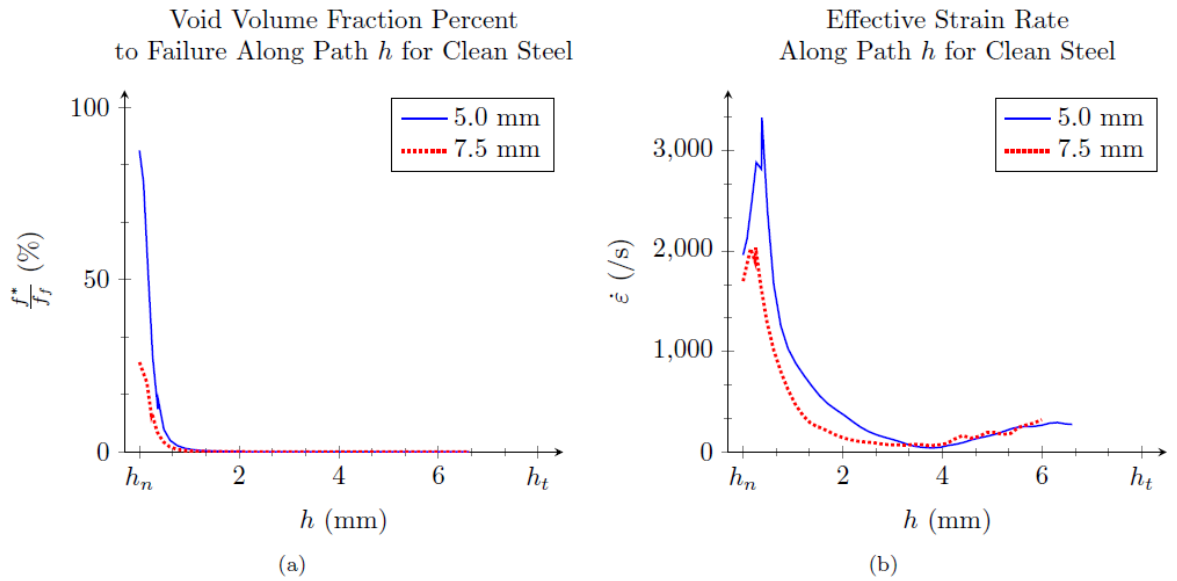 Void Volume Fraction Percent
to Failure Along Path h for Clean Steel
5.0 mm
7.5 mm
100
50
0
f*/f_f (%)
h_n 2 4 6 h_t
h (mm)
(a)
Effective Strain Rate
Along Path h for Clean Steel
5.0 mm
7.5 mm
3,000
2,000
1,000
0
ε̇ (/s)
h_n 2 4 6 h_t
h (mm)
(b)